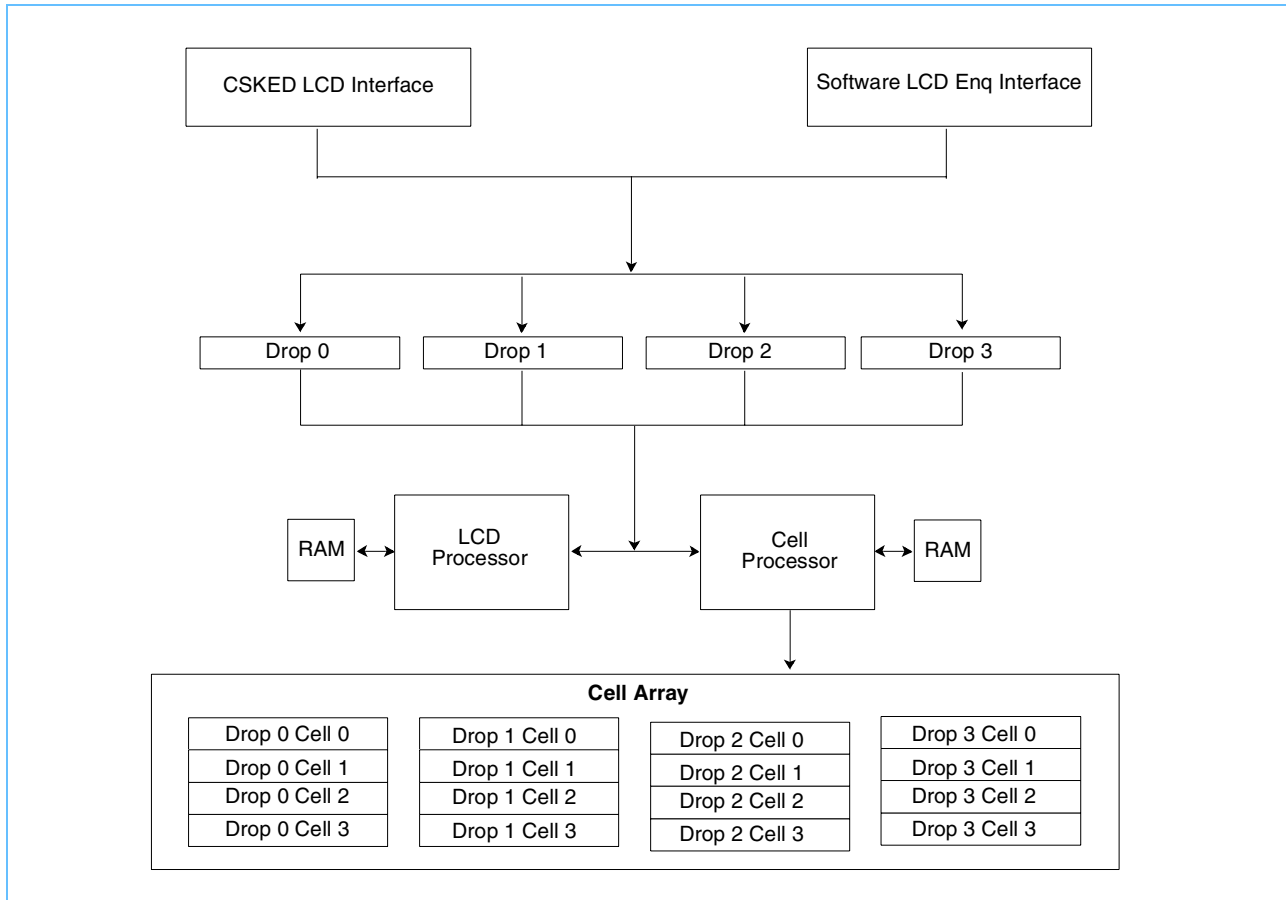 CSKED LCD Interface
Software LCD Enq Interface
Drop 0
Drop 1
Drop 2
Drop 3
RAM
LCD
Processor
Cell
Processor
RAM
Cell Array
Drop 0 Cell 0
Drop 0 Cell 1
Drop 0 Cell 2
Drop 0 Cell 3
Drop 1 Cell 0
Drop 1 Cell 1
Drop 1 Cell 2
Drop 1 Cell 3
Drop 2 Cell 0
Drop 2 Cell 1
Drop 2 Cell 2
Drop 2 Cell 3
Drop 3 Cell 0
Drop 3 Cell 1
Drop 3 Cell 2
Drop 3 Cell 3